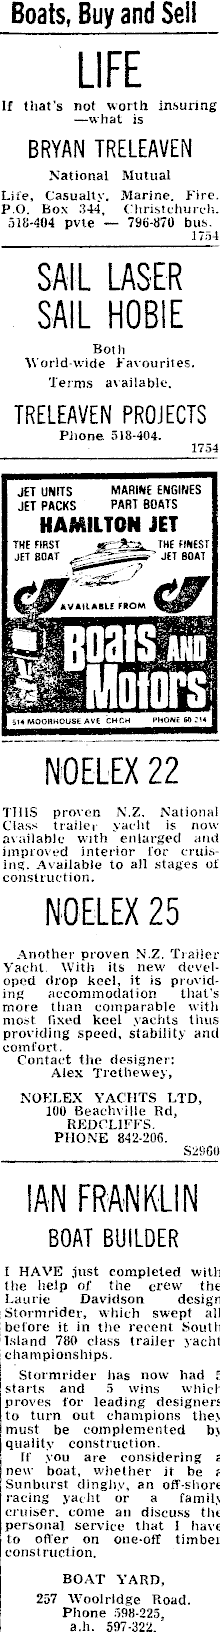 Boats, Buy and Sell
LIFE
If that's not worth insuring
—what is
BRYAN TRELEAVEN
National Mutual
Life, Casualty, Marine, Fire.
P.O. Box 344, Christchurch.
518-404 pvte — 796-870 bus.
1754
SAIL LASER
SAIL HOBIE
Both
World-wide Favourites.
Terms available.
TRELEAVEN PROJECTS
Phone 518-404.
1754
JET UNITS MARINE ENGINES
JET PACKS PART BOATS
HAMILTON JET
THE FIRST THE FINEST
JET BOAT JET BOAT
AVAILABLE FROM
BOATS AND
MOTORS
514 MOORHOUSE AVE CHCH PHONE 60 214
NOELEX 22
THIS proven N.Z. National
Class trailer yacht is now
available with enlarged and
improved interior for cruis-
ing. Available to all stages of
construction.
NOELEX 25
Another proven N.Z. Trailer
Yacht. With its new devel-
oped drop keel, it is provid-
ing accommodation that's
more than comparable with
most fixed keel yachts thus
providing speed, stability and
comfort.
Contact the designer:
Alex Trethewey,
NOELEX YACHTS LTD,
100 Beachville Rd,
REDCLIFFS.
PHONE 842-206.
S2960
IAN FRANKLIN
BOAT BUILDER
I HAVE just completed with
the help of the crew the
Laurie Davidson design
Stormrider, which swept all
before it in the recent South
Island 780 class trailer yacht
championships.
Stormrider has now had 5
starts and 5 wins which
proves for leading designers
to turn out champions they
must be complemented by
quality construction.
If you are considering a
new boat, whether it be a
Sunburst dinghy, an off-shore
racing yacht or a family
cruiser, come an discuss the
personal service that I have
to offer on one-off timber
construction.
BOAT YARD,
257 Woolridge Road.
Phone 598-225,
a.h. 597-322.